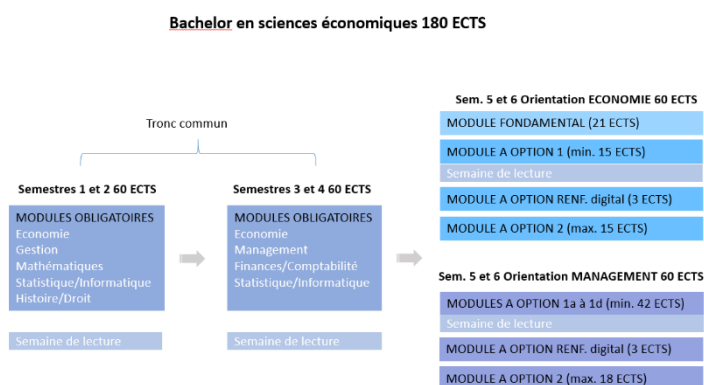 Bachelor en sciences économiques 180 ECTS
Tronc commun
Semestres 1 et 2 60 ECTS
MODULES OBLIGATOIRES
Economie
Gestion
Mathématiques
Statistique/Informatique
Histoire/Droit
Semaine de lecture
Semestres 3 et 4 60 ECTS
MODULES OBLIGATOIRES
Economie
Management
Finances/Comptabilité
Statistique/Informatique
Semaine de lecture
Sem. 5 et 6 Orientation ECONOMIE 60 ECTS
MODULE FONDAMENTAL (21 ECTS)
MODULE A OPTION 1 (min. 15 ECTS)
Semaine de lecture
MODULE A OPTION RENF. digital (3 ECTS)
MODULE A OPTION 2 (max. 15 ECTS)
Sem. 5 et 6 Orientation MANAGEMENT 60 ECTS
MODULES A OPTION 1a à 1d (min. 42 ECTS)
Semaine de lecture
MODULE A OPTION RENF. digital (3 ECTS)
MODULE A OPTION 2 (max. 18 ECTS)